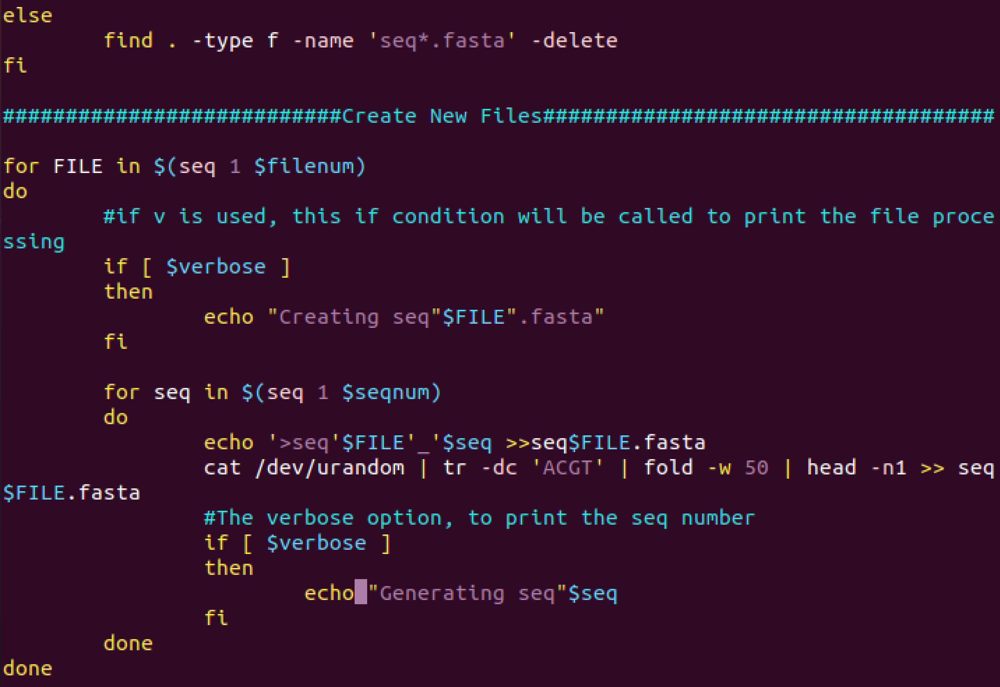 else
        find . -type f -name 'seq*.fasta' -delete
fi
###########################Create New Files####################################
for FILE in $(seq 1 $filenum)
do
        #if v is used, this if condition will be called to print the file proce
ssing
        if [ $verbose ]
        then
                echo "Creating seq"$FILE".fasta"
        fi
        for seq in $(seq 1 $seqnum)
        do
                echo '>seq'$FILE'_'$seq >>seq$FILE.fasta
                cat /dev/urandom | tr -dc 'ACGT' | fold -w 50 | head -n1 >> seq
$FILE.fasta
                #The verbose option, to print the seq number
                if [ $verbose ]
                then
                        echo "Generating seq"$seq
                fi
        done
done